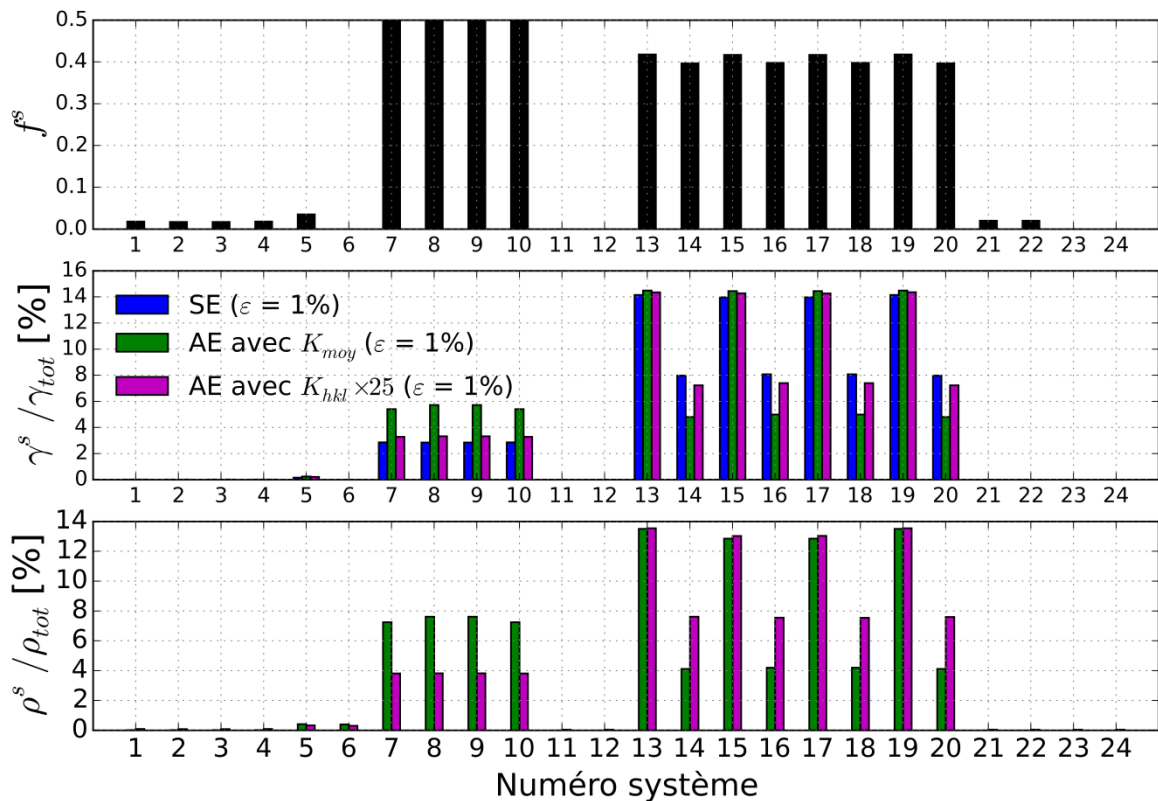 0.5
0.4
0.3
0.2
0.1
0.0
f^s
1 2 3 4 5 6 7 8 9 10 11 12 13 14 15 16 17 18 19 20 21 22 23 24
16
14
12
10
8
6
4
2
0
γ^s /γ_tot [%]
SE (ε = 1%)
AE avec K_moy (ε = 1%)
AE avec K_hkl ×25 (ε = 1%)
1 2 3 4 5 6 7 8 9 10 11 12 13 14 15 16 17 18 19 20 21 22 23 24
14
12
10
8
6
4
2
0
ρ^s /ρ_tot [%]
1 2 3 4 5 6 7 8 9 10 11 12 13 14 15 16 17 18 19 20 21 22 23 24
Numéro système